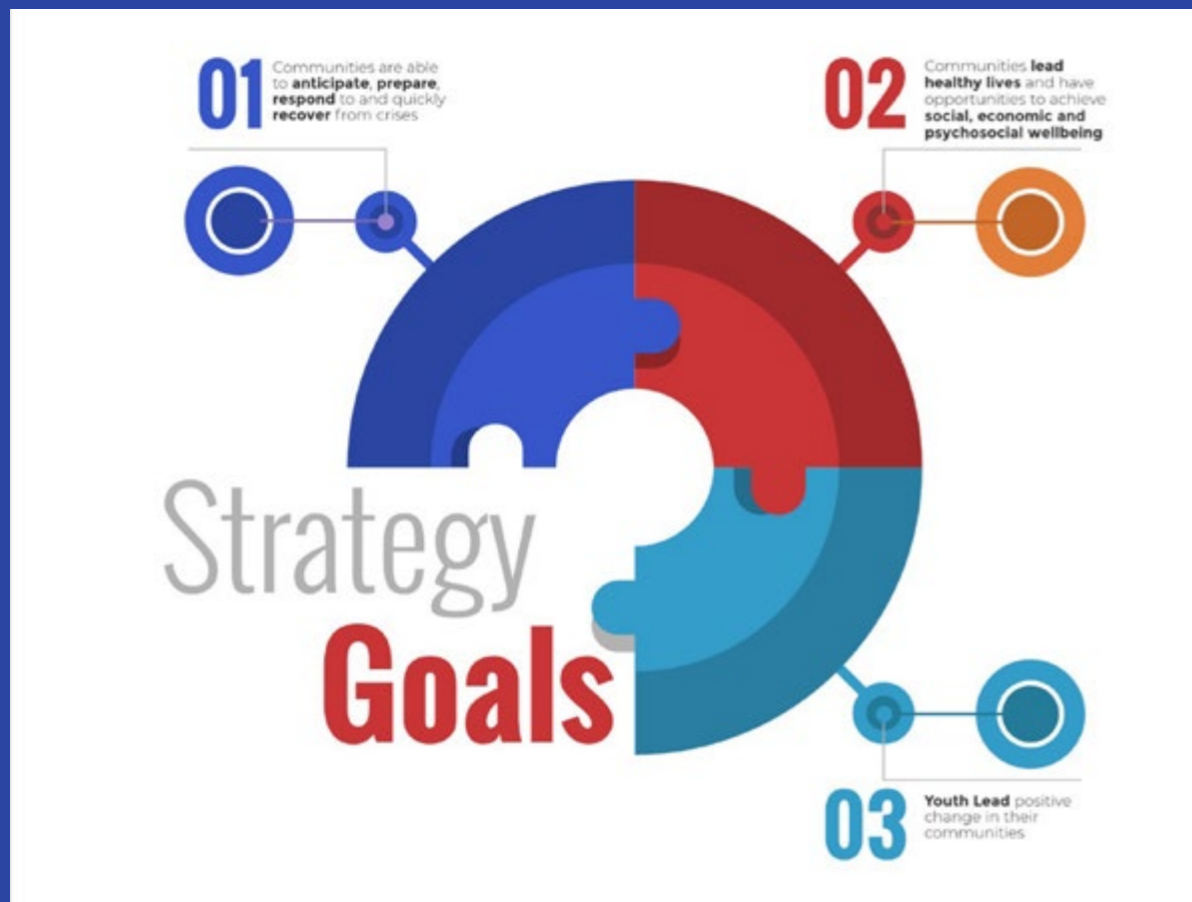 01
Communities are able
to anticipate, prepare,
respond to and quickly
recover from crises
02
Communities lead
healthy lives and have
opportunities to achieve
social, economic and
psychosocial wellbeing
Strategy
Goals
03
Youth Lead positive
change in their
communities